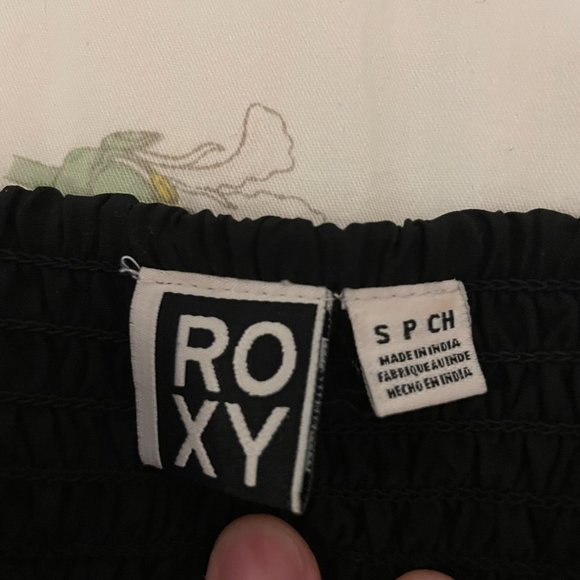 RO
XY
S P CH
MADE IN INDIA
FABRIQUE AU INDE
HECHO EN INDIA